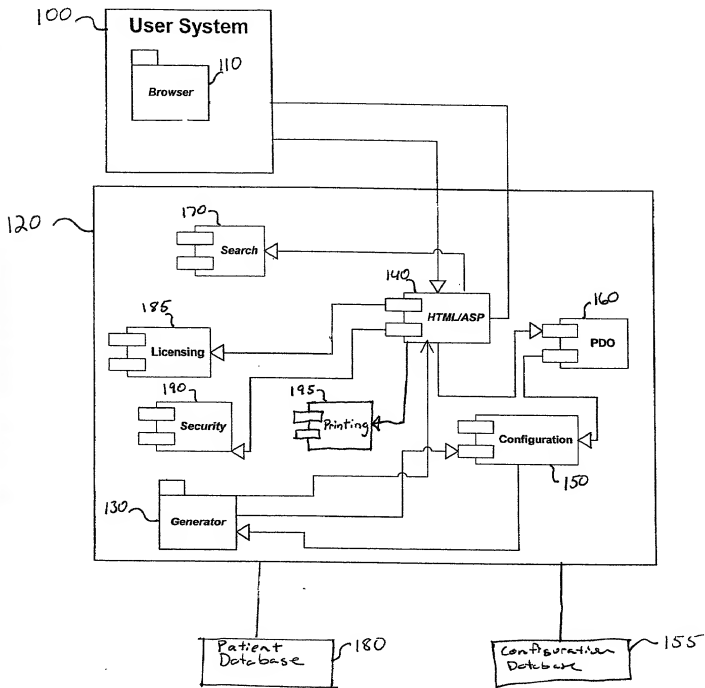 100
User System
110
Browser
120
170
Search
140
HTML/ASP
160
PDO
185
Licensing
190
Security
195
Printing
Configuration
150
130
Generator
Patient
Database
180
Configuration
Database
155